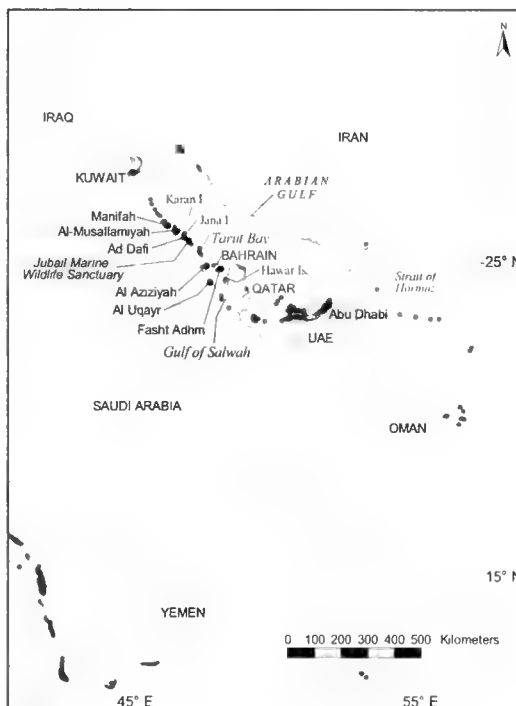 N
IRAQ
IRAN
KUWAIT
ARABIAN
GULF
Karan I
Manifah
Jana I
Al-Musallamiyah
Ad Dafi
Tarut Bay
Jubail Marine
Wildlife Sanctuary
BAHRAIN
-25° N
Strait of
Hormuz
Hawar Is
Al Aziziyah
QATAR
Al Uqayr
Abu Dhabi
Fasht Adhm
UAE
Gulf of Salwah
SAUDI ARABIA
OMAN
15° N
YEMEN
0 100 200 300 400 500 Kilometers
45° E
55° E